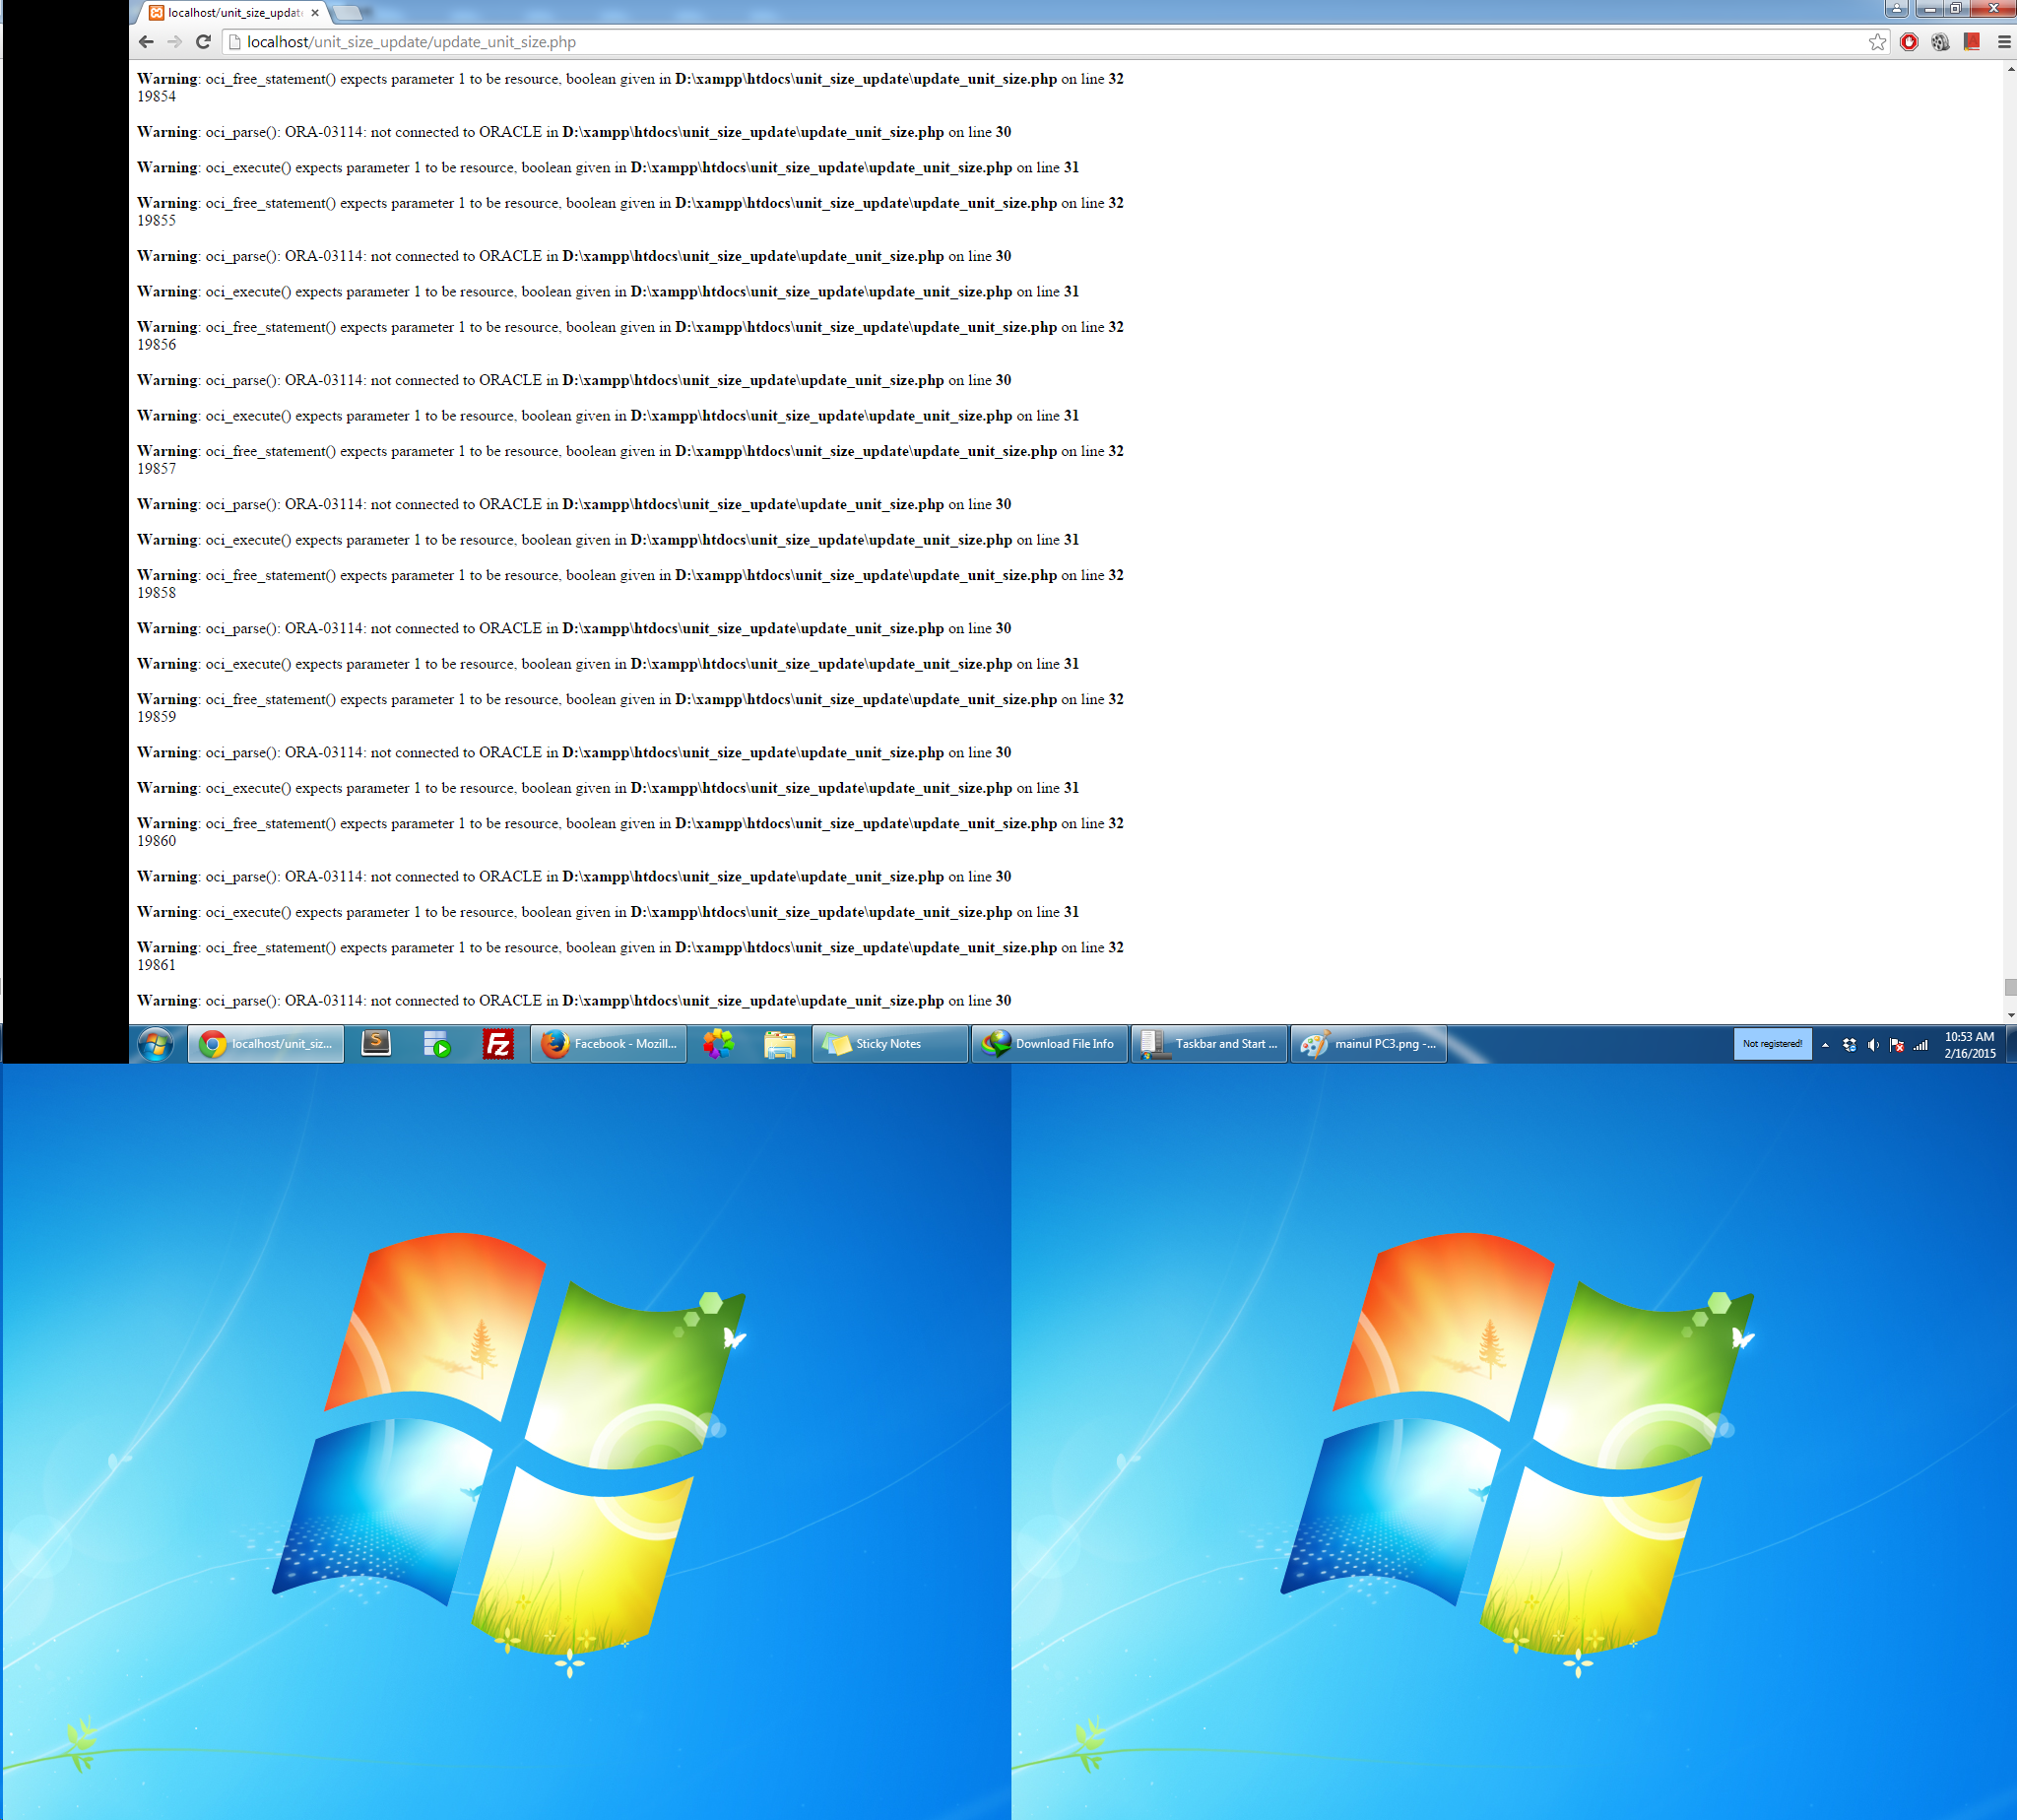 localhost/unit_size_update
localhost/unit_size_update/update_unit_size.php
Warning: oci_free_statement() expects parameter 1 to be resource, boolean given in D:\xampp\htdocs\unit_size_update\update_unit_size.php on line 32
19854
Warning: oci_parse(): ORA-03114: not connected to ORACLE in D:\xampp\htdocs\unit_size_update\update_unit_size.php on line 30
Warning: oci_execute() expects parameter 1 to be resource, boolean given in D:\xampp\htdocs\unit_size_update\update_unit_size.php on line 31
Warning: oci_free_statement() expects parameter 1 to be resource, boolean given in D:\xampp\htdocs\unit_size_update\update_unit_size.php on line 32
19855
Warning: oci_parse(): ORA-03114: not connected to ORACLE in D:\xampp\htdocs\unit_size_update\update_unit_size.php on line 30
Warning: oci_execute() expects parameter 1 to be resource, boolean given in D:\xampp\htdocs\unit_size_update\update_unit_size.php on line 31
Warning: oci_free_statement() expects parameter 1 to be resource, boolean given in D:\xampp\htdocs\unit_size_update\update_unit_size.php on line 32
19856
Warning: oci_parse(): ORA-03114: not connected to ORACLE in D:\xampp\htdocs\unit_size_update\update_unit_size.php on line 30
Warning: oci_execute() expects parameter 1 to be resource, boolean given in D:\xampp\htdocs\unit_size_update\update_unit_size.php on line 31
Warning: oci_free_statement() expects parameter 1 to be resource, boolean given in D:\xampp\htdocs\unit_size_update\update_unit_size.php on line 32
19857
Warning: oci_parse(): ORA-03114: not connected to ORACLE in D:\xampp\htdocs\unit_size_update\update_unit_size.php on line 30
Warning: oci_execute() expects parameter 1 to be resource, boolean given in D:\xampp\htdocs\unit_size_update\update_unit_size.php on line 31
Warning: oci_free_statement() expects parameter 1 to be resource, boolean given in D:\xampp\htdocs\unit_size_update\update_unit_size.php on line 32
19858
Warning: oci_parse(): ORA-03114: not connected to ORACLE in D:\xampp\htdocs\unit_size_update\update_unit_size.php on line 30
Warning: oci_execute() expects parameter 1 to be resource, boolean given in D:\xampp\htdocs\unit_size_update\update_unit_size.php on line 31
Warning: oci_free_statement() expects parameter 1 to be resource, boolean given in D:\xampp\htdocs\unit_size_update\update_unit_size.php on line 32
19859
Warning: oci_parse(): ORA-03114: not connected to ORACLE in D:\xampp\htdocs\unit_size_update\update_unit_size.php on line 30
Warning: oci_execute() expects parameter 1 to be resource, boolean given in D:\xampp\htdocs\unit_size_update\update_unit_size.php on line 31
Warning: oci_free_statement() expects parameter 1 to be resource, boolean given in D:\xampp\htdocs\unit_size_update\update_unit_size.php on line 32
19860
Warning: oci_parse(): ORA-03114: not connected to ORACLE in D:\xampp\htdocs\unit_size_update\update_unit_size.php on line 30
Warning: oci_execute() expects parameter 1 to be resource, boolean given in D:\xampp\htdocs\unit_size_update\update_unit_size.php on line 31
Warning: oci_free_statement() expects parameter 1 to be resource, boolean given in D:\xampp\htdocs\unit_size_update\update_unit_size.php on line 32
19861
Warning: oci_parse(): ORA-03114: not connected to ORACLE in D:\xampp\htdocs\unit_size_update\update_unit_size.php on line 30
localhost/unit_siz... S Fz Facebook - Mozill... Sticky Notes Download File Info Taskbar and Start ... mainul PC3.png -... Not registered! 10:53 AM
2/16/2015